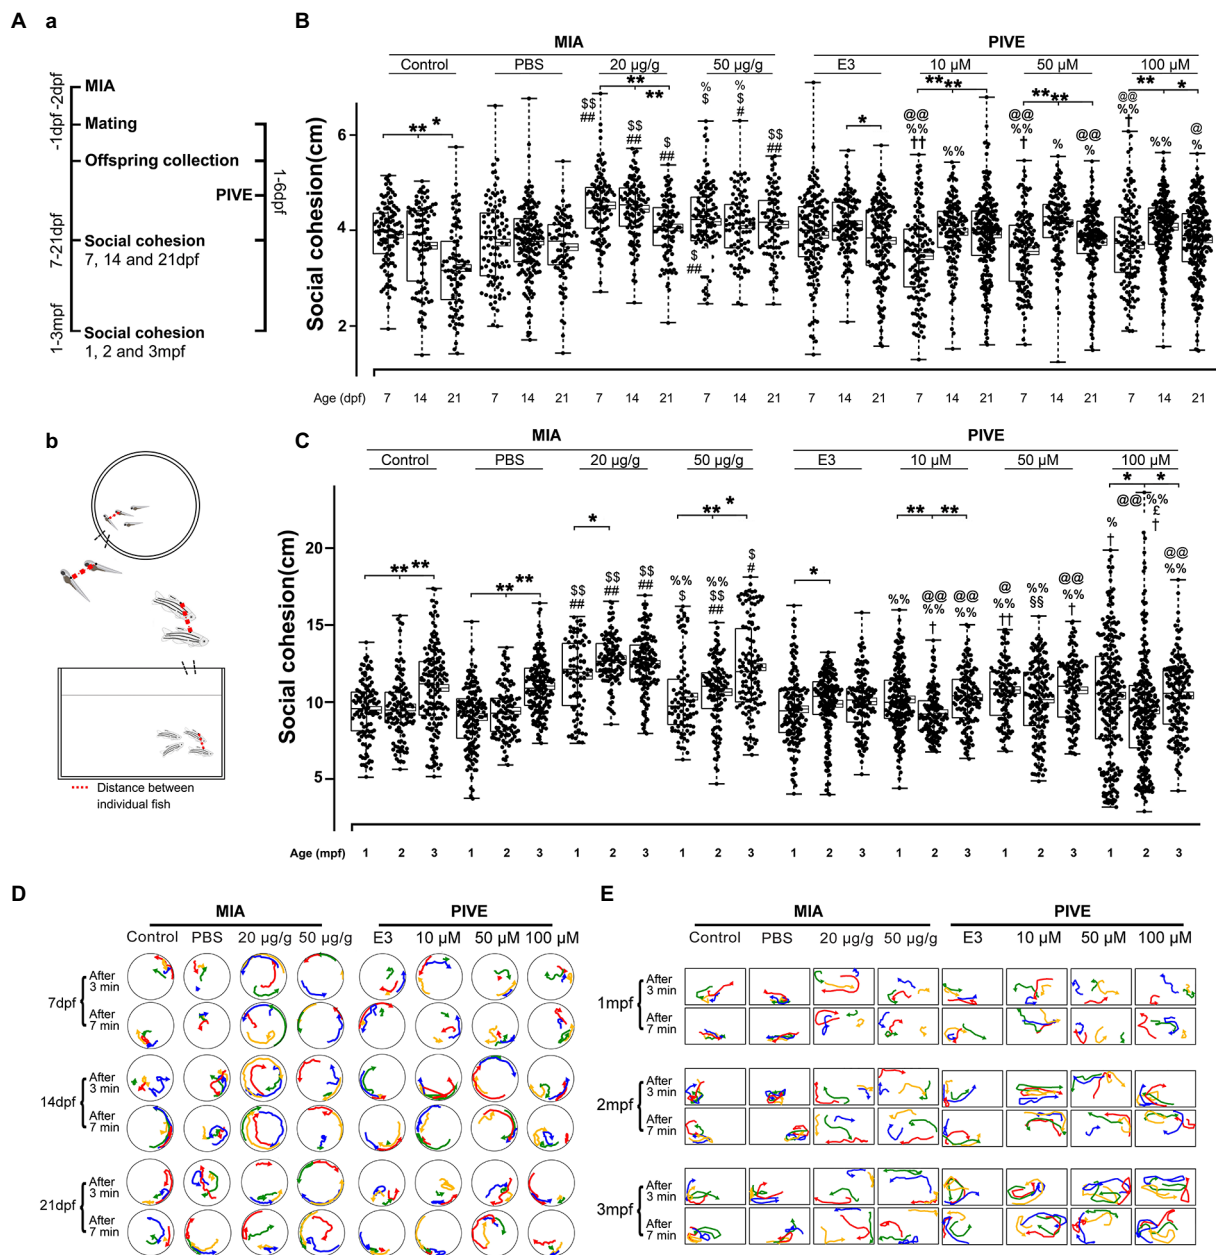 A a
-1dpf -2dpf
MIA
Mating
Offspring collection
PIVE
1-6dpf
7-21dpf
Social cohesion
7, 14 and 21dpf
1-3mpf
Social cohesion
1, 2 and 3mpf
b
Distance between
individual fish
B
MIA PIVE
Control PBS 20 µg/g 50 µg/g E3 10 µM 50 µM 100 µM
Social cohesion(cm)
6
4
2
** *
** **
$$ ##
$$ ##
$ ##
% $
$ ##
% $ #
$$ ##
*
** **
@@ %% ††
%%
** **
@@ %% †
%
@@ %
** *
@@ %% †
%%
@ %
Age (dpf) 7 14 21 7 14 21 7 14 21 7 14 21 7 14 21 7 14 21 7 14 21 7 14 21
C
MIA PIVE
Control PBS 20 µg/g 50 µg/g E3 10 µM 50 µM 100 µM
Social cohesion(cm)
20
15
10
5
** **
** **
*
$$ ##
$$ ##
$$ ##
** *
%% $
%% $$ ##
$ #
*
** **
%%
@@ %% †
@@ %%
@ %% ††
%% §§
@@ %% †
* *
% †
@@ %% £ †
@@ %%
Age (mpf) 1 2 3 1 2 3 1 2 3 1 2 3 1 2 3 1 2 3 1 2 3 1 2 3
D
MIA PIVE
Control PBS 20 µg/g 50 µg/g E3 10 µM 50 µM 100 µM
7dpf
After
3 min
After
7 min
14dpf
After
3 min
After
7 min
21dpf
After
3 min
After
7 min
E
MIA PIVE
Control PBS 20 µg/g 50 µg/g E3 10 µM 50 µM 100 µM
1mpf
After
3 min
After
7 min
2mpf
After
3 min
After
7 min
3mpf
After
3 min
After
7 min